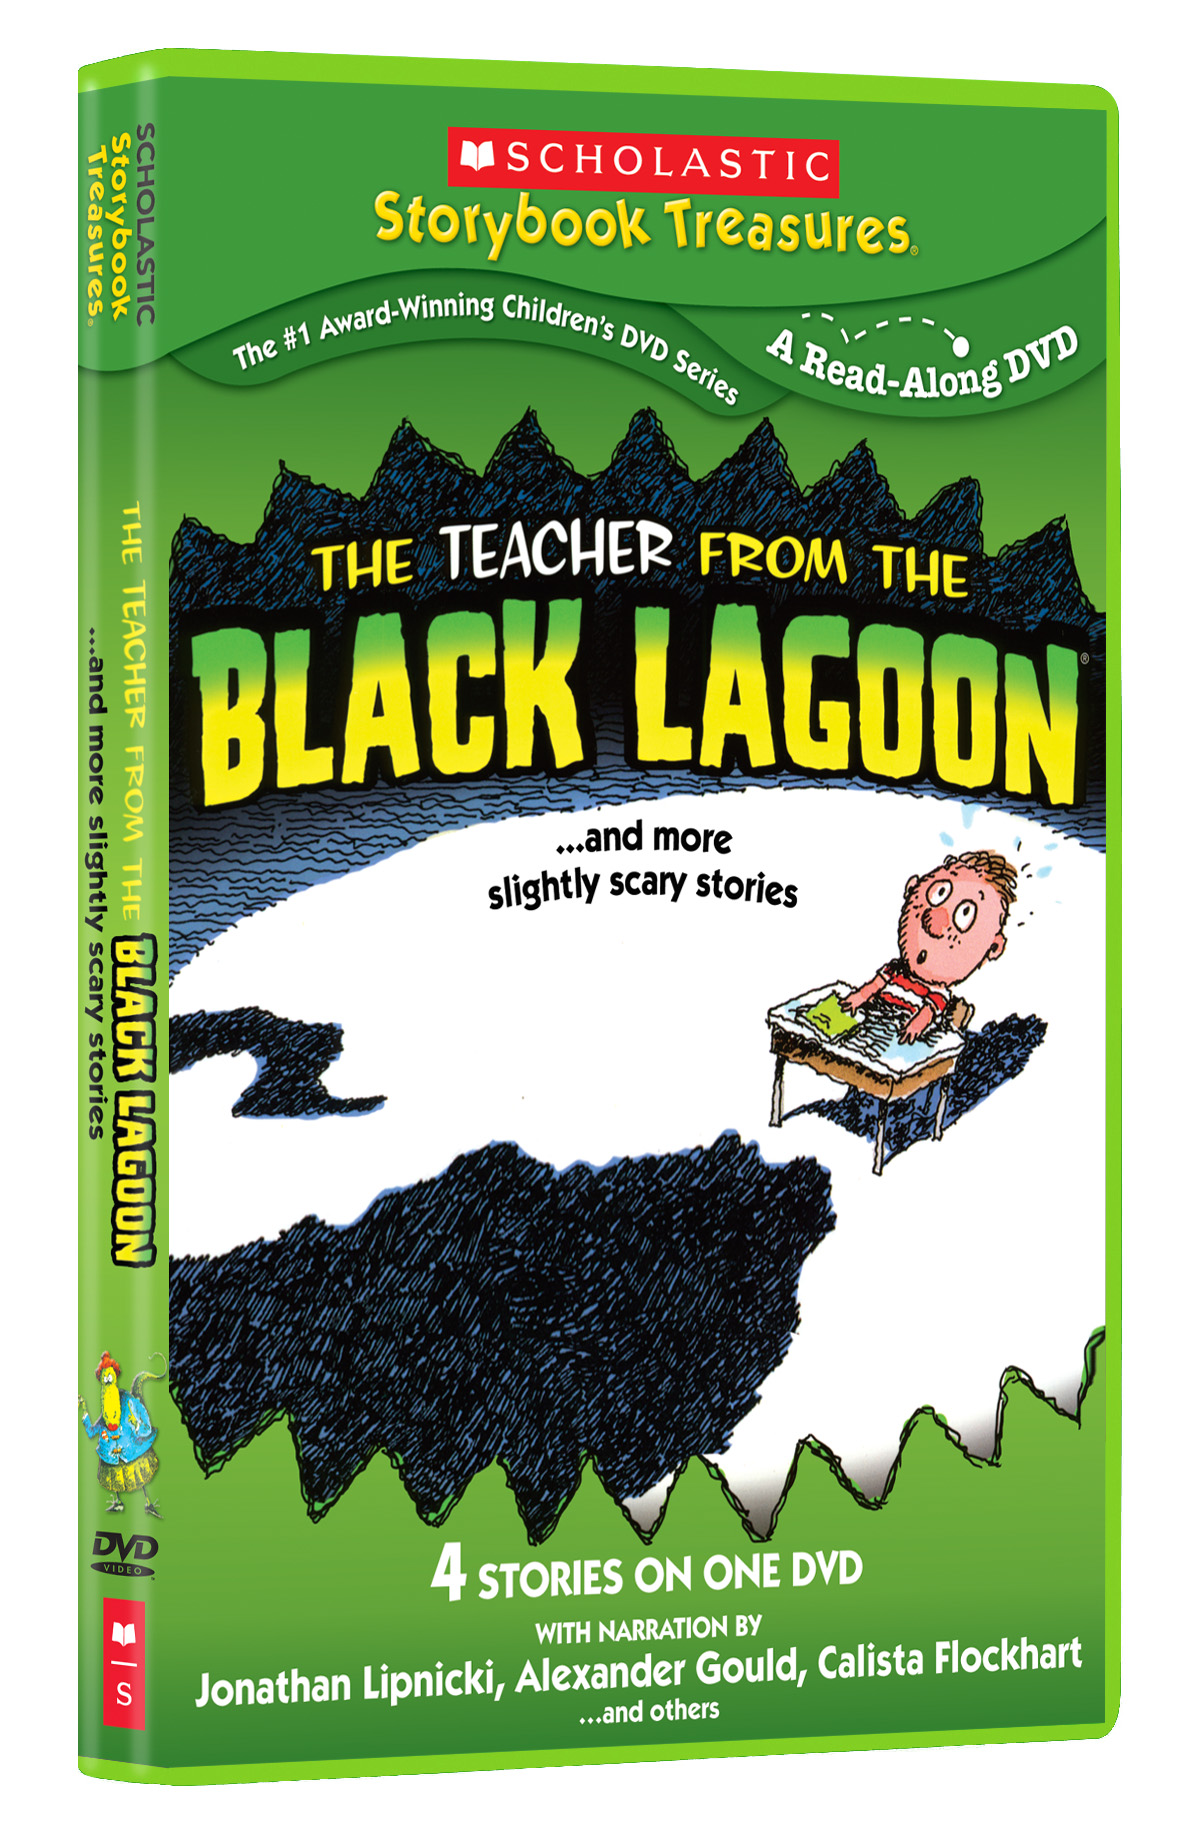 SCHOLASTIC
Storybook Treasures®
The #1 Award-Winning Children's DVD Series
A Read-Along DVD
THE TEACHER FROM THE
BLACK LAGOON®
...and more
slightly scary stories
4 STORIES ON ONE DVD
WITH NARRATION BY
Jonathan Lipnicki, Alexander Gould, Calista Flockhart
...and others
SCHOLASTIC
Storybook
Treasures®
THE TEACHER FROM THE BLACK LAGOON
...and more slightly scary stories
DVD
VIDEO
S